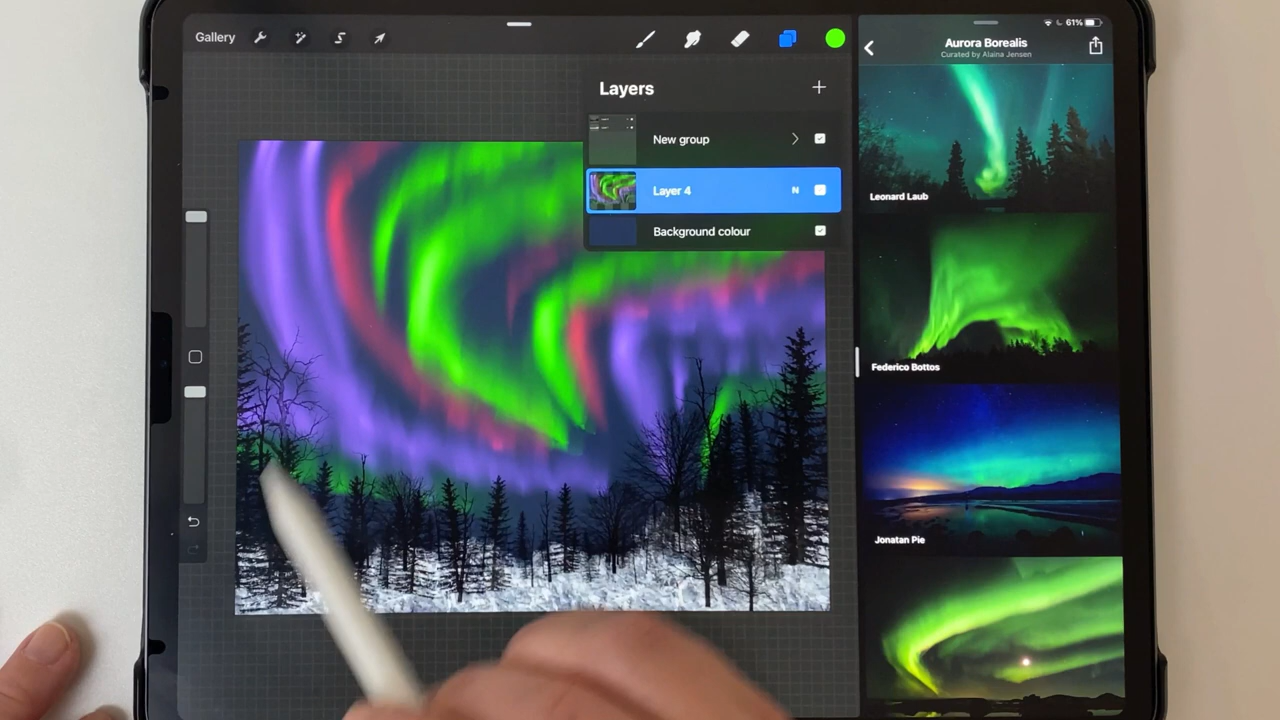 Gallery
Layers
New group
Layer 4
N
Background colour
61%
Aurora Borealis
Curated by Alaina Jensen
Leonard Laub
Federico Bottos
Jonatan Pie